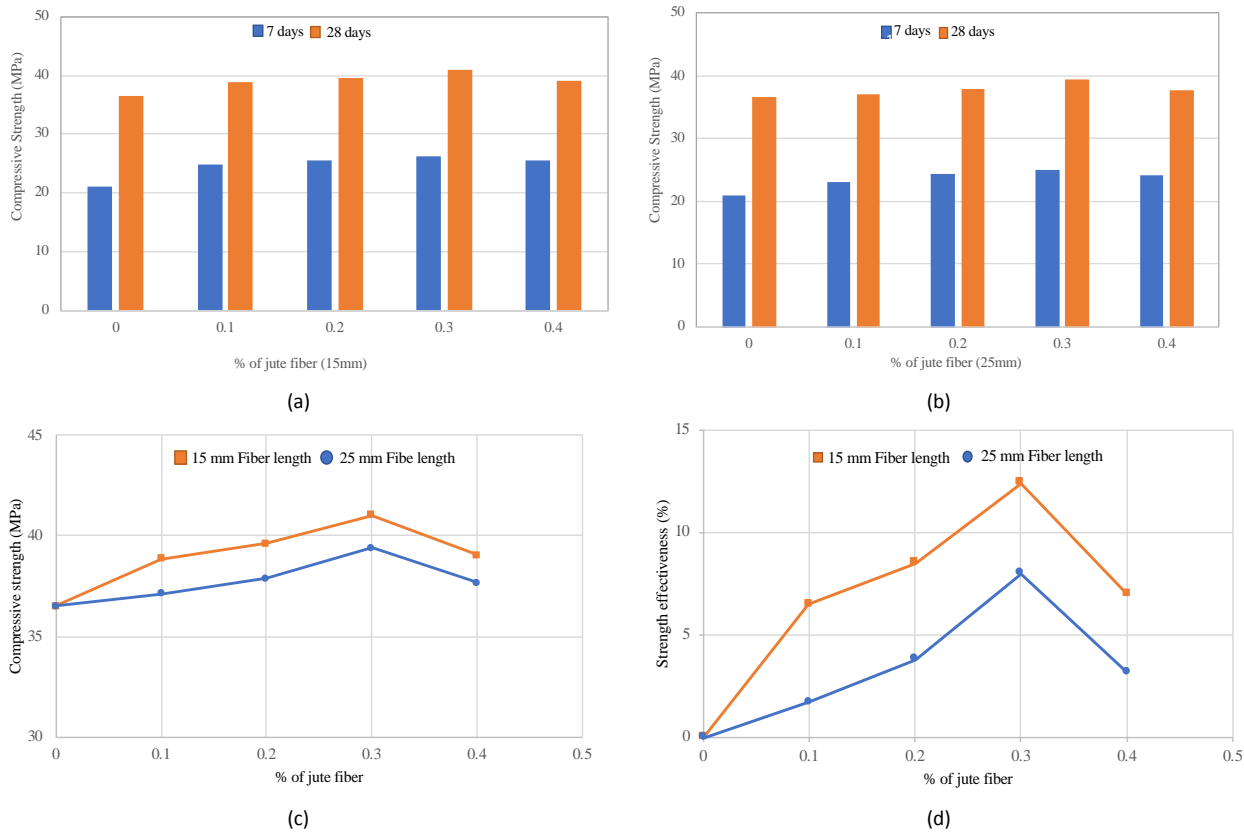 50
40
30
20
10
0
Compressive Strength (MPa)
7 days 28 days
0 0.1 0.2 0.3 0.4
% of jute fiber (15mm)
(a)
50
40
30
20
10
0
Compressive Strength (MPa)
7 days 28 days
0 0.1 0.2 0.3 0.4
% of jute fiber (25mm)
(b)
45
40
35
30
Compressive strength (MPa)
15 mm Fiber length 25 mm Fibe length
0 0.1 0.2 0.3 0.4 0.5
% of jute fiber
(c)
15
10
5
0
Strength effectiveness (%)
15 mm Fiber length 25 mm Fiber length
0 0.1 0.2 0.3 0.4 0.5
% of jute fiber
(d)